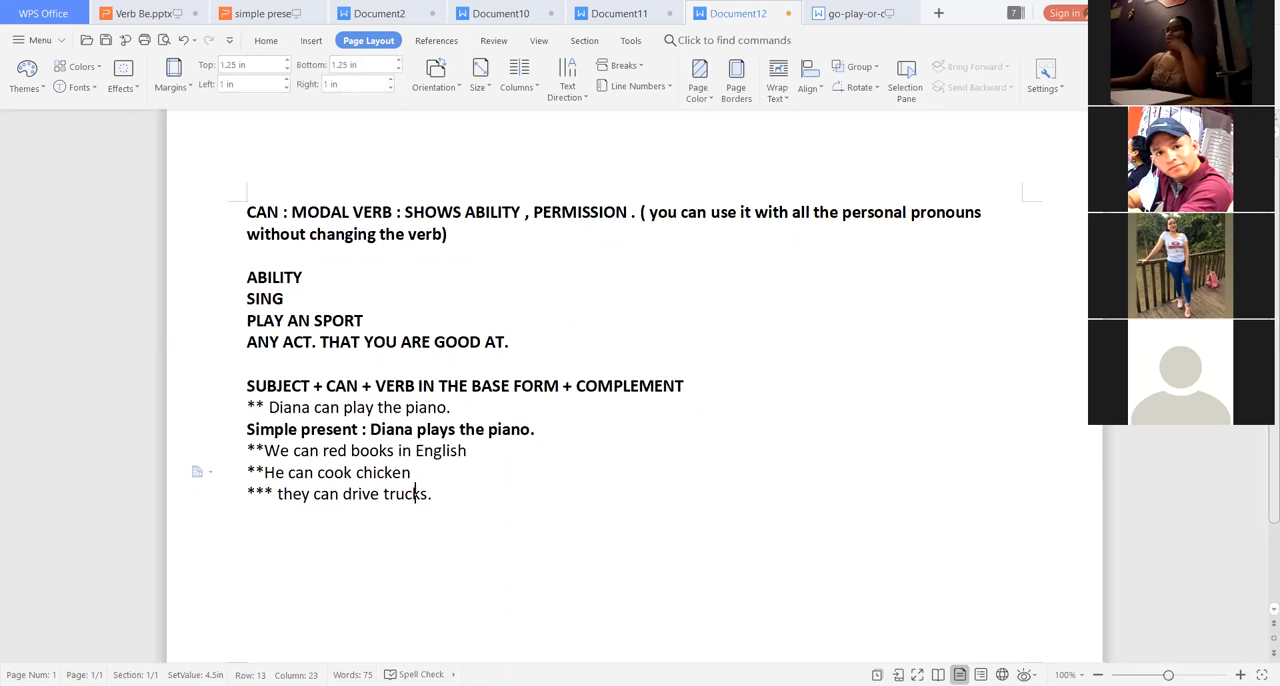 WPS Office
Verb Be.pptx
simple prese
Document2
Document10
Document11
Document12
go-play-or-c
7
Sign in
Menu
Home
Insert
Page Layout
References
Review
View
Section
Tools
Click to find commands
Themes
Colors
Fonts
Effects
Margins
Top: 1.25 in
Bottom: 1.25 in
Left: 1 in
Right: 1 in
Orientation
Size
Columns
Text Direction
Breaks
Line Numbers
Page Color
Page Borders
Wrap Text
Align
Group
Rotate
Selection Pane
Bring Forward
Send Backward
Settings
CAN : MODAL VERB : SHOWS ABILITY , PERMISSION . ( you can use it with all the personal pronouns
without changing the verb)
ABILITY
SING
PLAY AN SPORT
ANY ACT. THAT YOU ARE GOOD AT.
SUBJECT + CAN + VERB IN THE BASE FORM + COMPLEMENT
** Diana can play the piano.
Simple present : Diana plays the piano.
**We can red books in English
**He can cook chicken
*** they can drive trucks.
Page Num: 1 Page: 1/1 Section: 1/1 SetValue: 4.5in Row: 13 Column: 23 Words: 75 Spell Check 100%